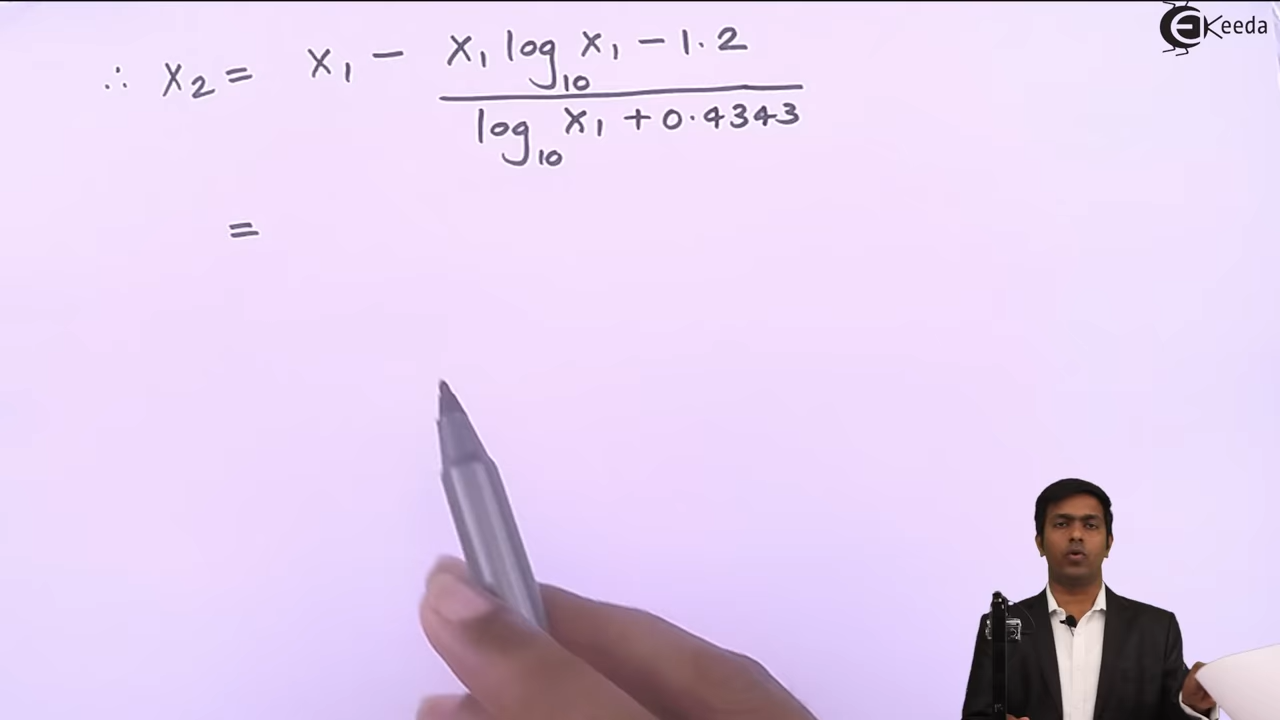 Ekeeda
∴ x₂ = x₁ − x₁ log₁₀ x₁ − 1.2
log₁₀ x₁ + 0.4343
=